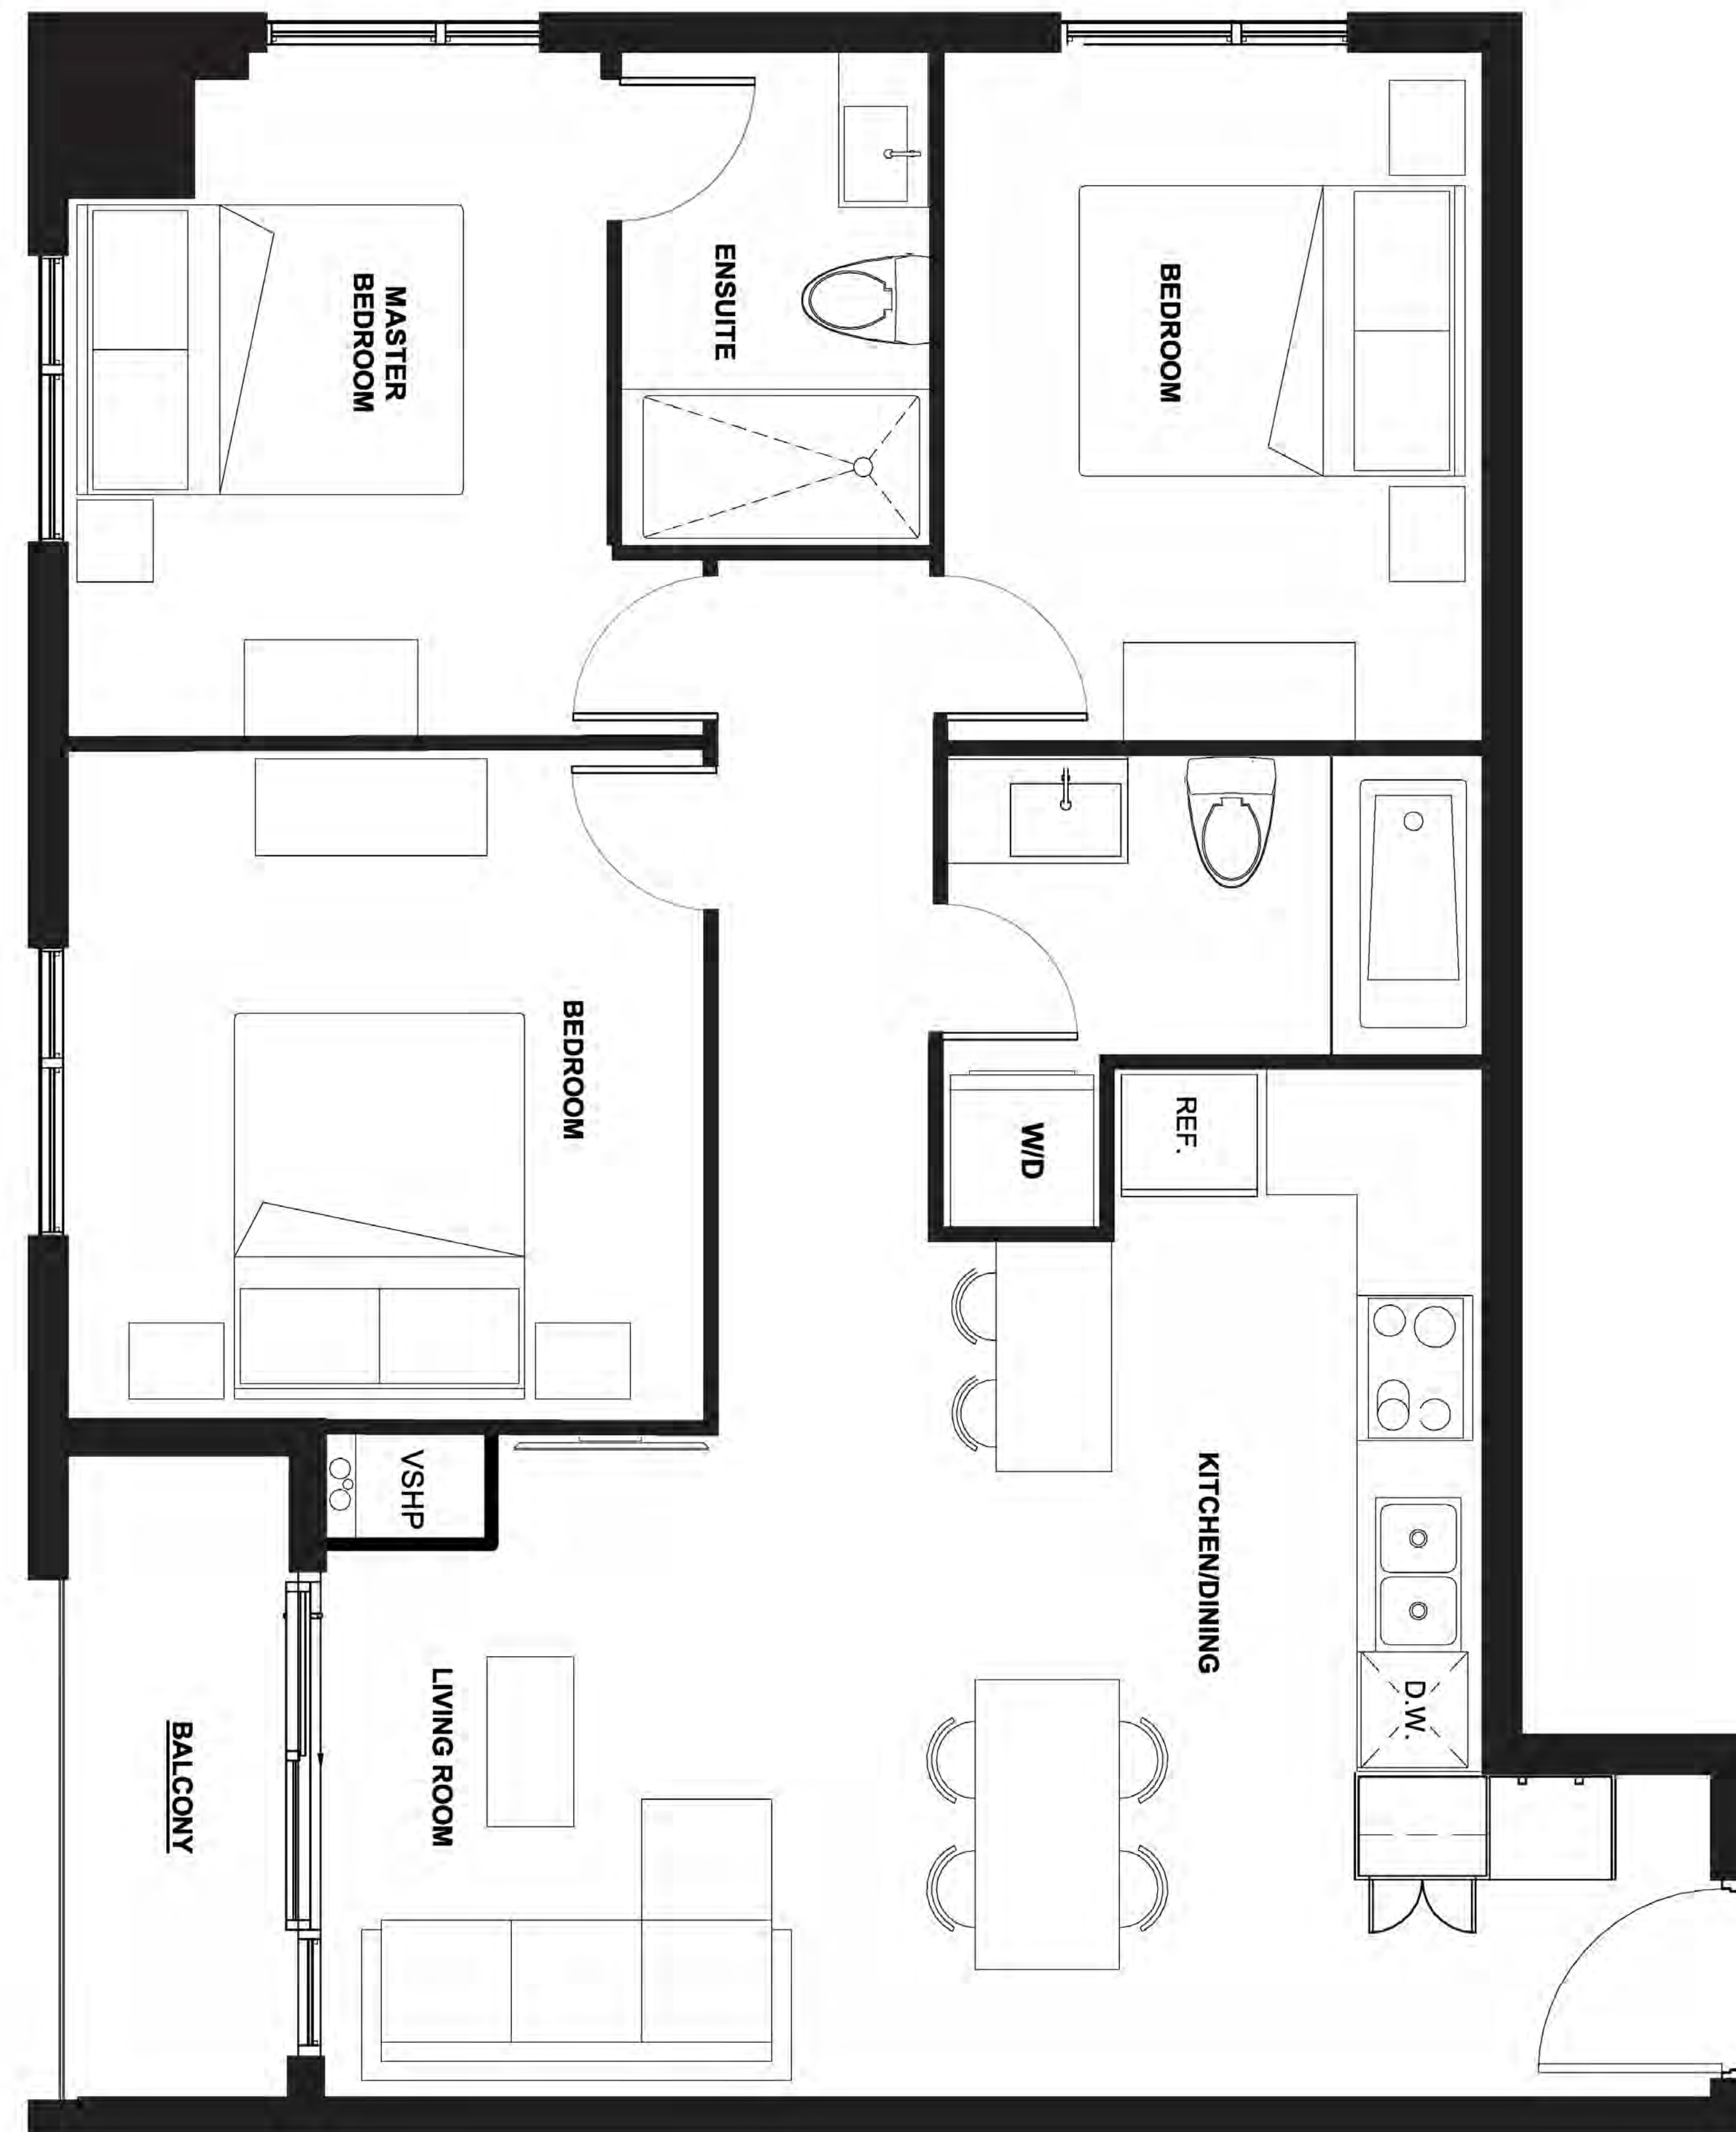 MASTER
BEDROOM
ENSUITE
BEDROOM
BEDROOM
W/D
REF.
VSHP
KITCHEN/DINING
LIVING ROOM
D.W.
BALCONY